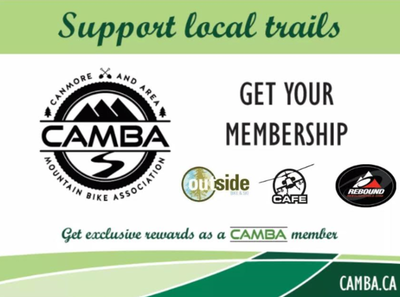 Support local trails
CANMORE AND AREA
CAMBA
MOUNTAIN BIKE ASSOCIATION
GET YOUR
MEMBERSHIP
outside
CAFE
REBOUND
Get exclusive rewards as a CAMBA member
CAMBA.CA